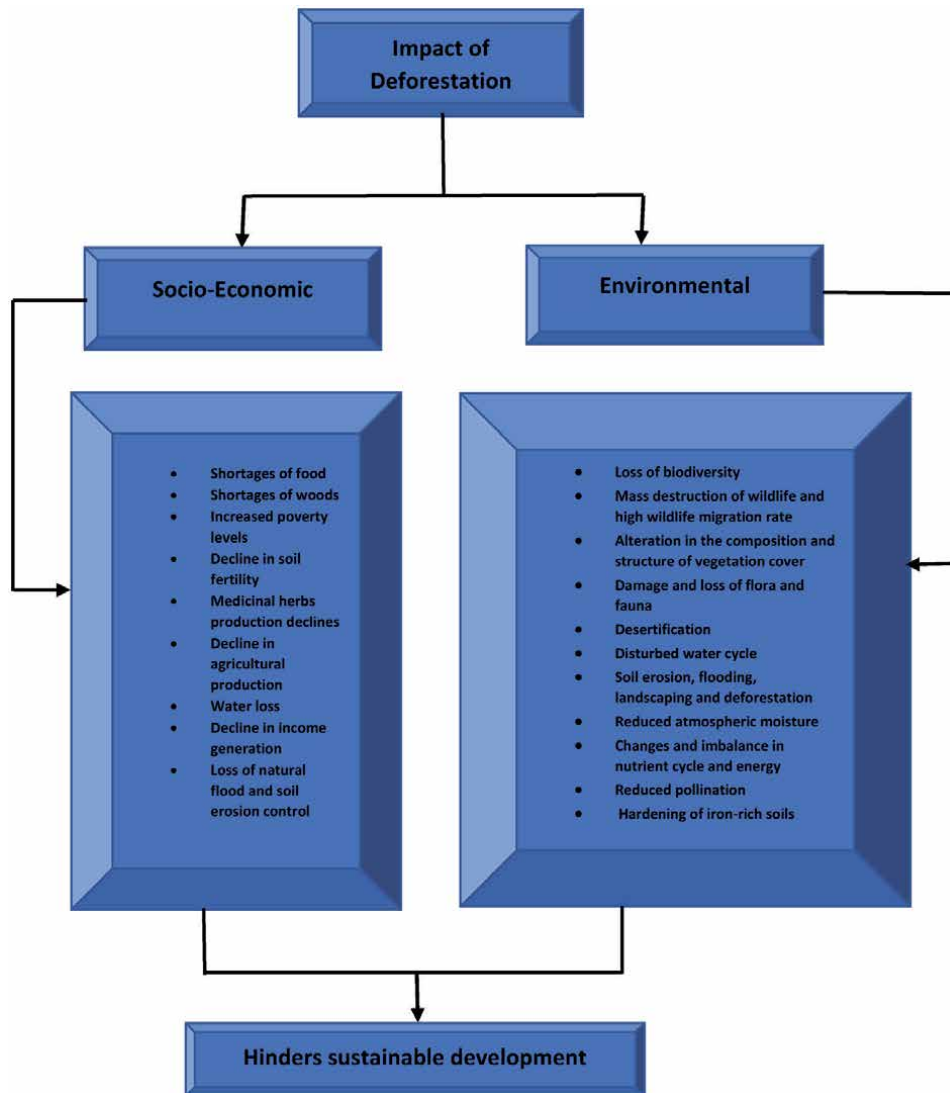 Impact of
Deforestation
Socio-Economic
Environmental
• Shortages of food
• Shortages of woods
• Increased poverty
levels
• Decline in soil
fertility
• Medicinal herbs
production declines
• Decline in
agricultural
production
• Water loss
• Decline in income
generation
• Loss of natural
flood and soil
erosion control
• Loss of biodiversity
• Mass destruction of wildlife and
high wildlife migration rate
• Alteration in the composition and
structure of vegetation cover
• Damage and loss of flora and
fauna
• Desertification
• Disturbed water cycle
• Soil erosion, flooding,
landscaping and deforestation
• Reduced atmospheric moisture
• Changes and imbalance in
nutrient cycle and energy
• Reduced pollination
• Hardening of iron-rich soils
Hinders sustainable development